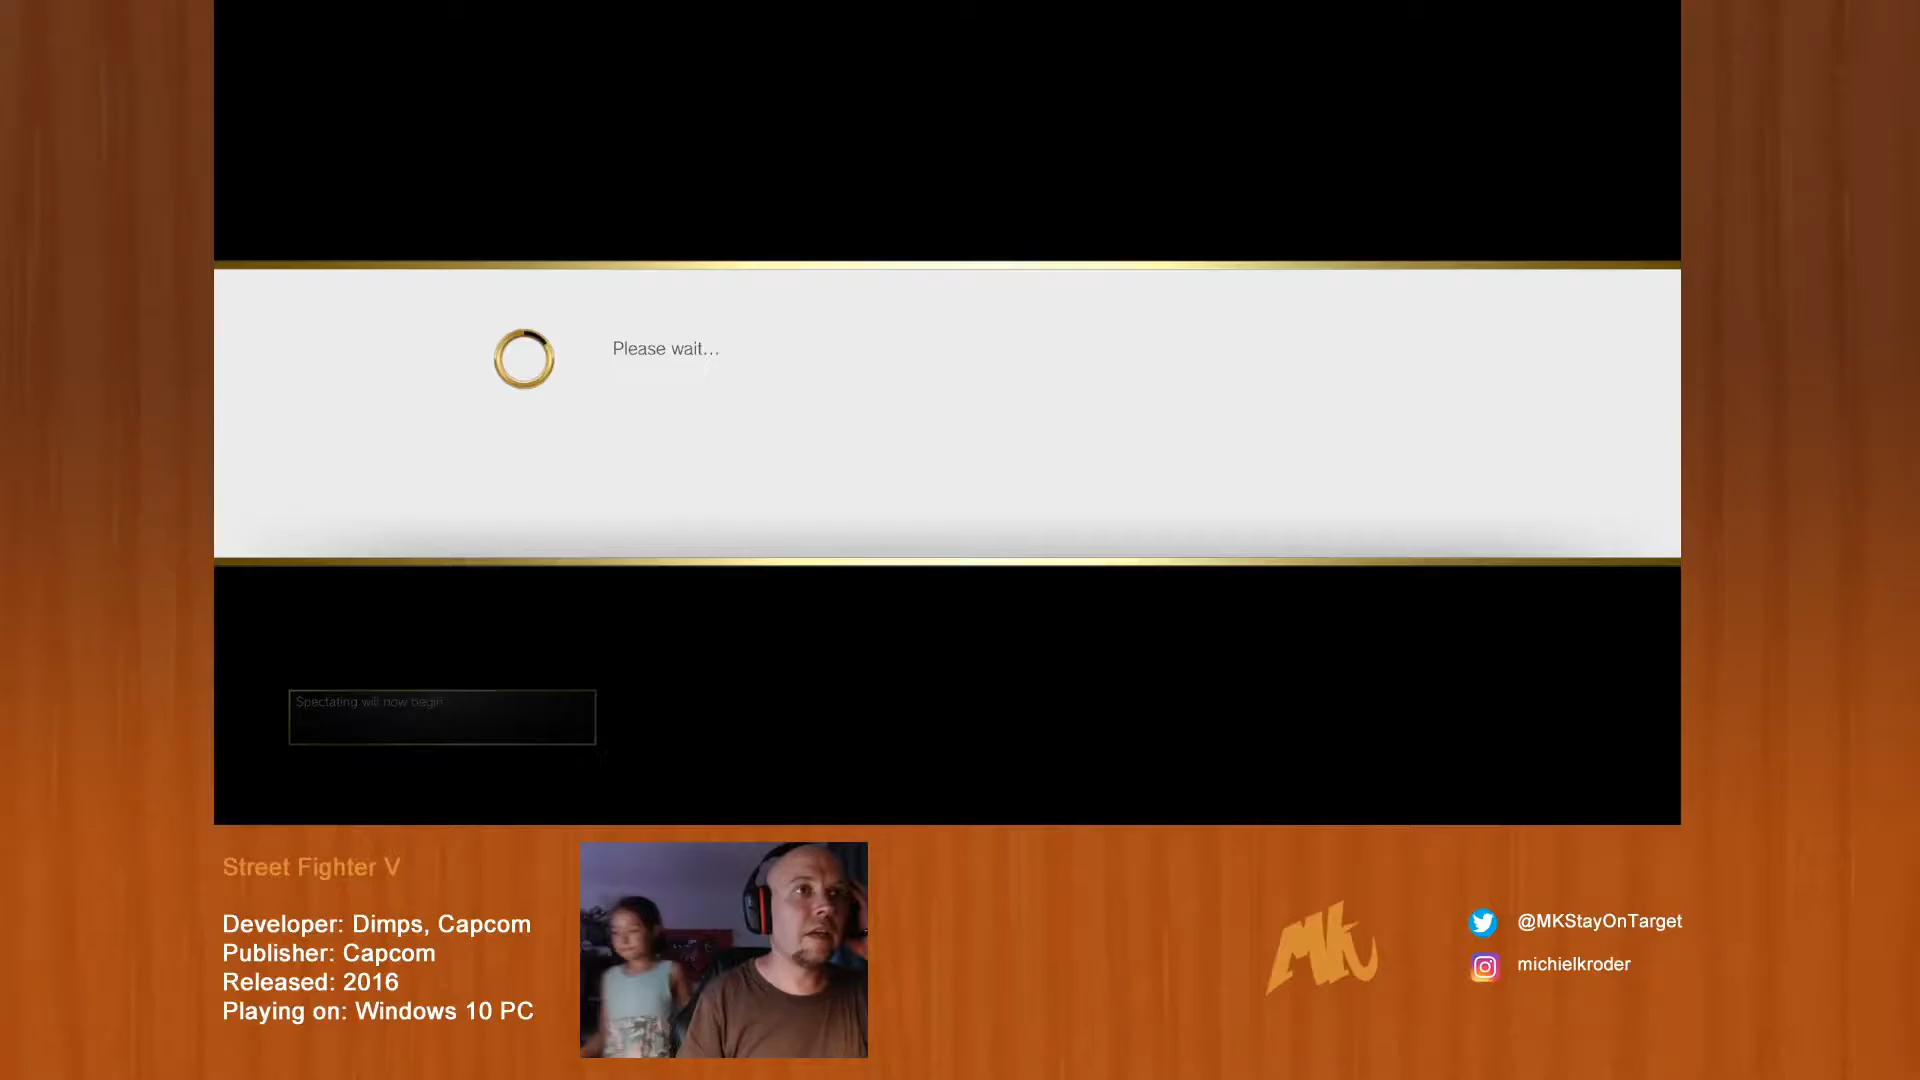 Please wait...
Spectating will now begin.
Street Fighter V
Developer: Dimps, Capcom
Publisher: Capcom
Released: 2016
Playing on: Windows 10 PC
MK
@MKStayOnTarget
michielkroder